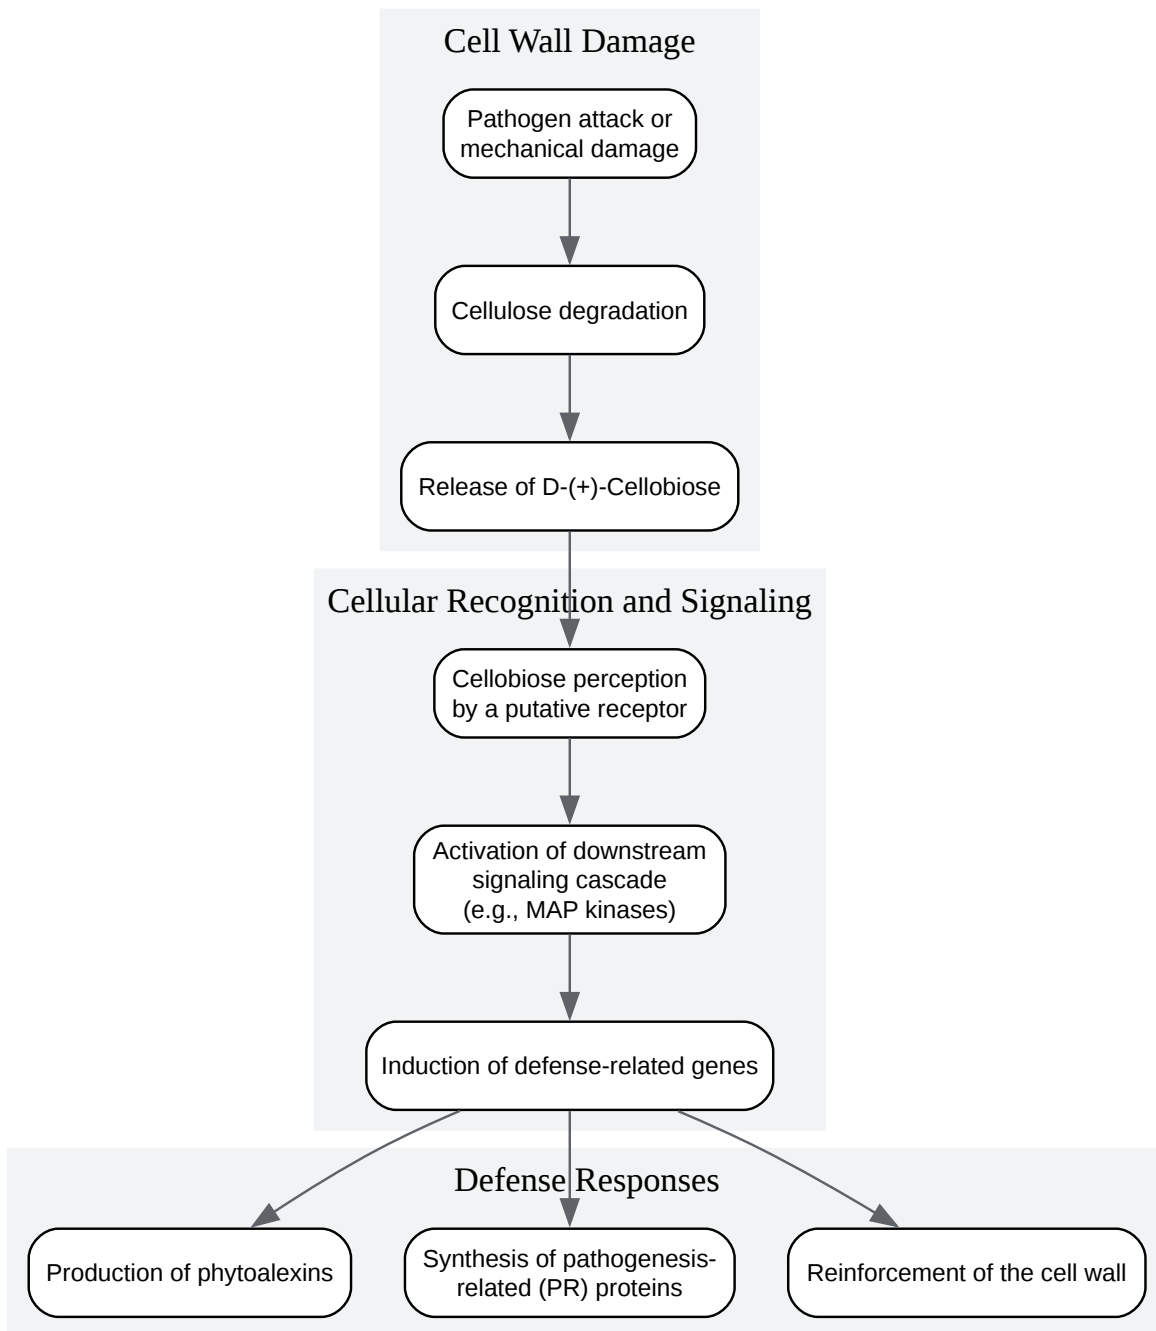 Cell Wall Damage
Pathogen attack or
mechanical damage
Cellulose degradation
Release of D-(+)-Cellobiose
Cellular Recognition and Signaling
Cellobiose perception
by a putative receptor
Activation of downstream
signaling cascade
(e.g., MAP kinases)
Induction of defense-related genes
Defense Responses
Production of phytoalexins
Synthesis of pathogenesis-
related (PR) proteins
Reinforcement of the cell wall